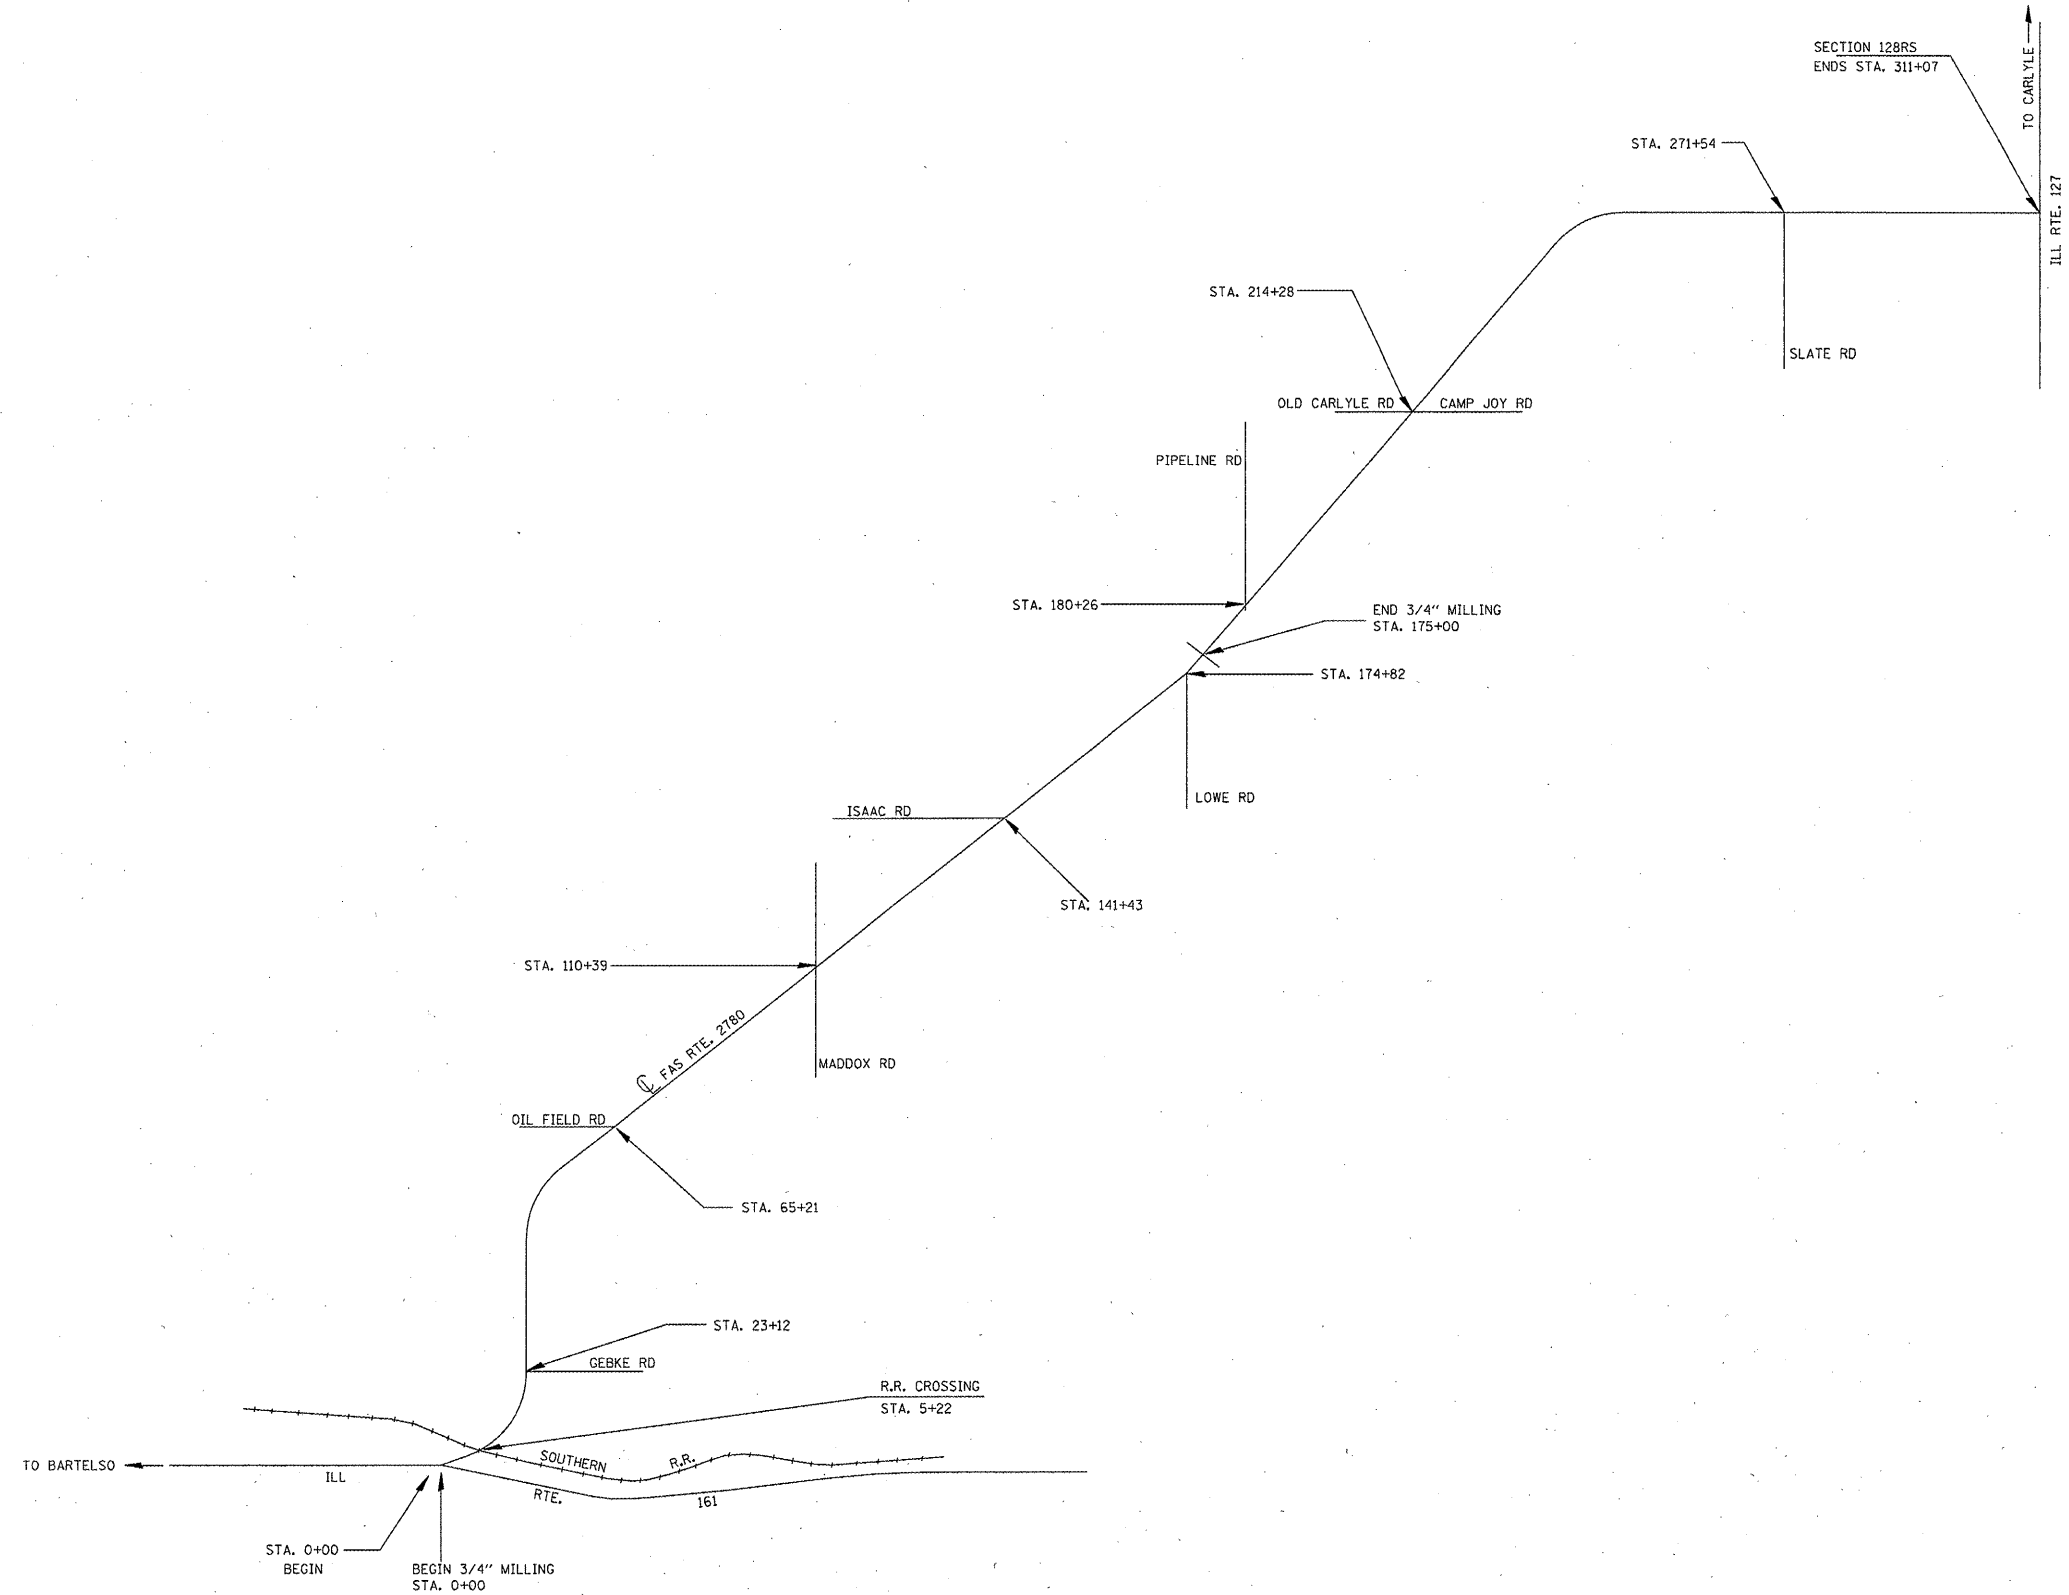 SECTION 128RS
ENDS STA. 311+07
TO CARLYLE
ILL RTE. 127
STA. 271+54
STA. 214+28
SLATE RD
OLD CARLYLE RD
CAMP JOY RD
PIPELINE RD
STA. 180+26
END 3/4" MILLING
STA. 175+00
STA. 174+82
LOWE RD
ISAAC RD
STA. 141+43
STA. 110+39
℄ FAS RTE. 2780
MADDOX RD
OIL FIELD RD
STA. 65+21
STA. 23+12
GEBKE RD
R.R. CROSSING
STA. 5+22
TO BARTELSO
SOUTHERN R.R.
ILL RTE. 161
STA. 0+00
BEGIN
BEGIN 3/4" MILLING
STA. 0+00